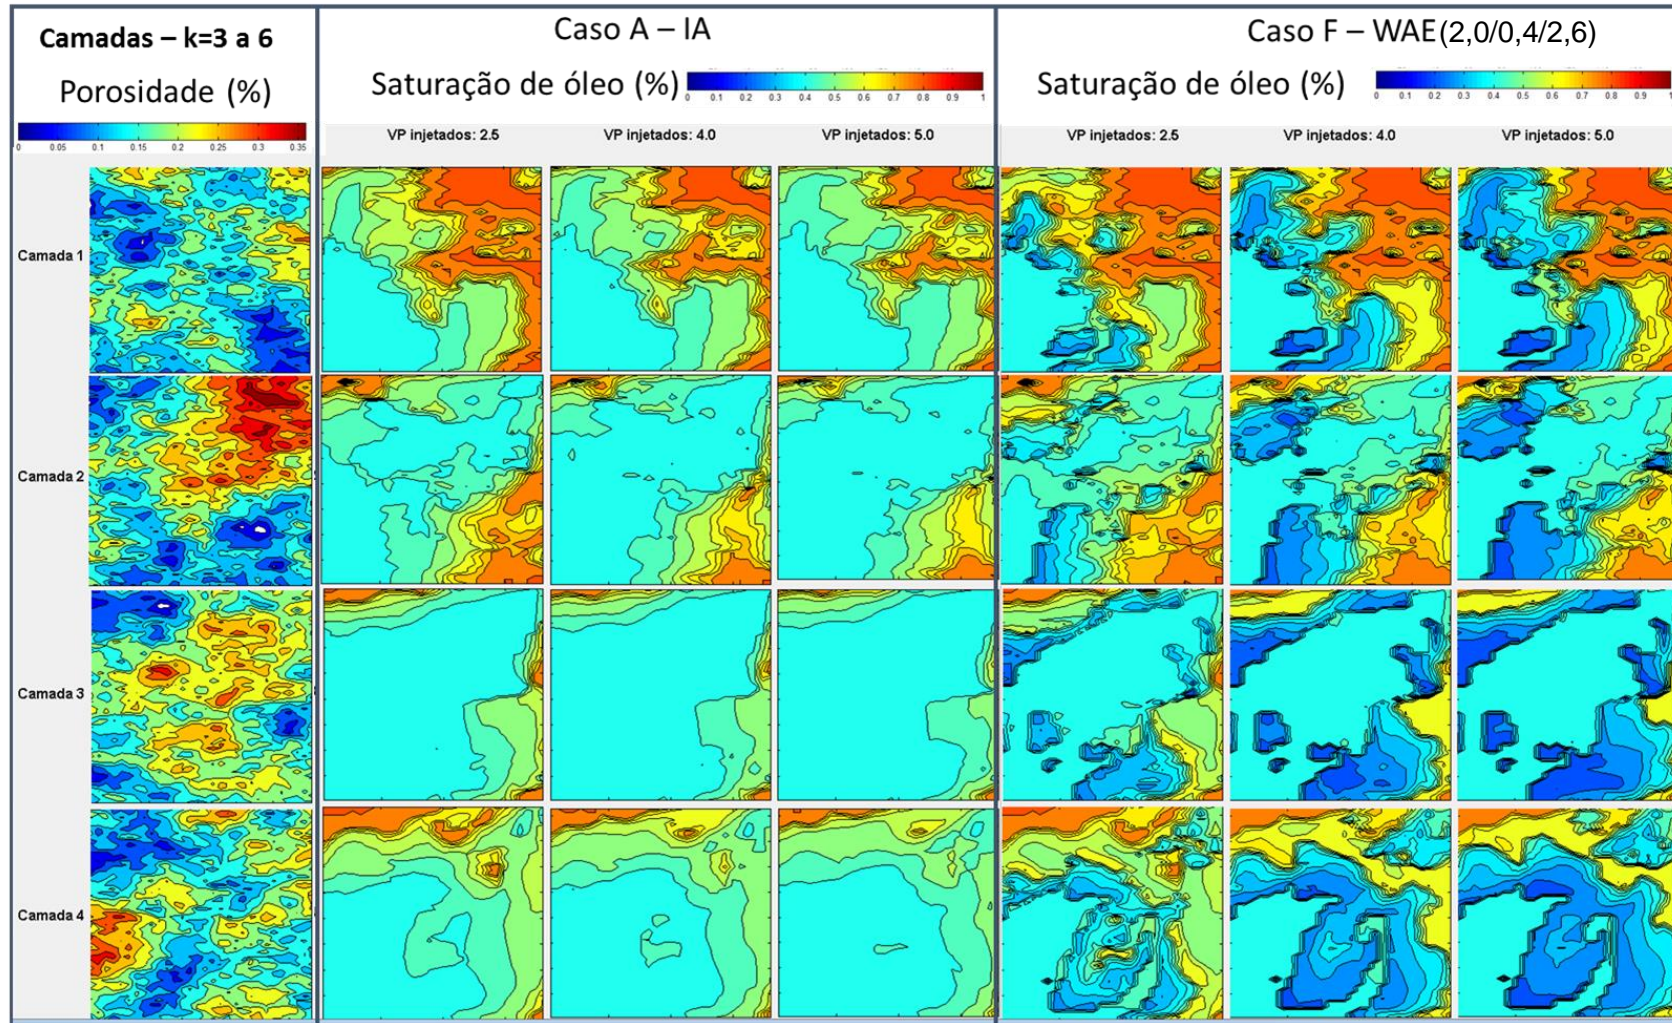 Camadas – k=3 a 6
Porosidade (%)
0 0.05 0.1 0.15 0.2 0.25 0.3 0.35
Caso A – IA
Saturação de óleo (%)
0 0.1 0.2 0.3 0.4 0.5 0.6 0.7 0.8 0.9 1
VP injetados: 2.5 VP injetados: 4.0 VP injetados: 5.0
Caso F – WAE(2,0/0,4/2,6)
Saturação de óleo (%)
0 0.1 0.2 0.3 0.4 0.5 0.6 0.7 0.8 0.9 1
VP injetados: 2.5 VP injetados: 4.0 VP injetados: 5.0
Camada 1
Camada 2
Camada 3
Camada 4